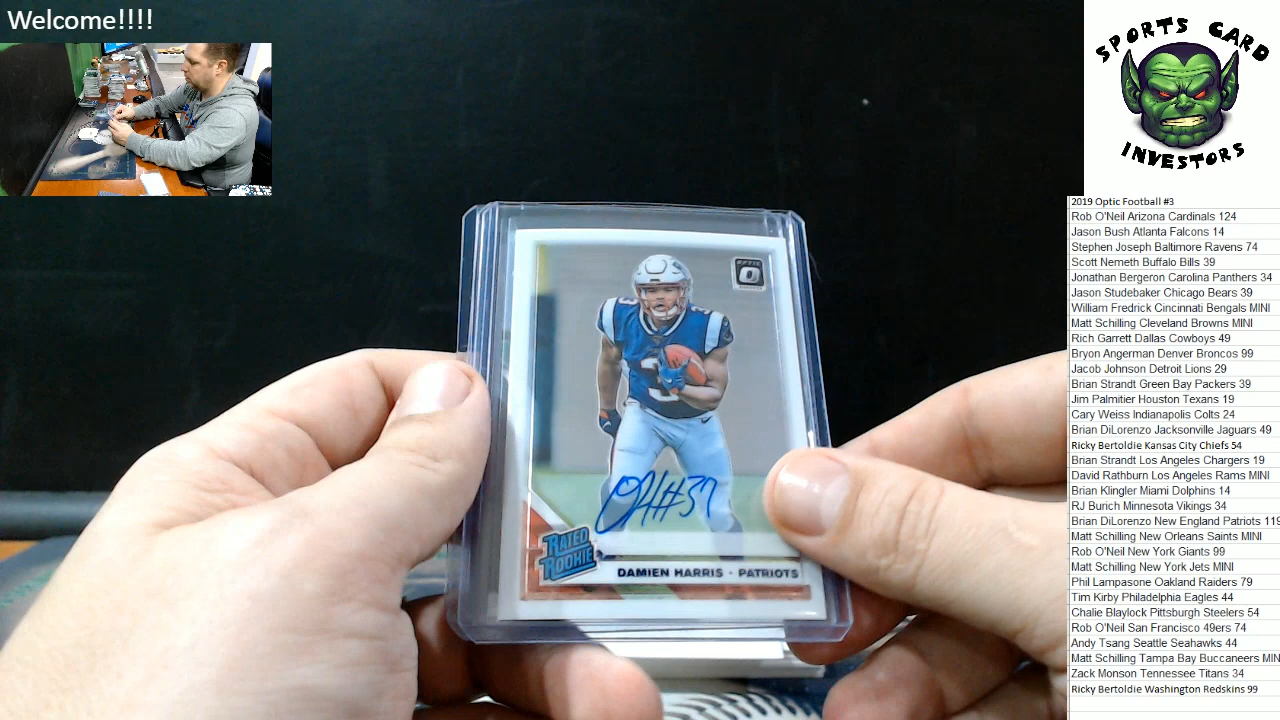 Welcome!!!!
SPORTS CARD
INVESTORS
2019 Optic Football #3
Rob O'Neil Arizona Cardinals 124
Jason Bush Atlanta Falcons 14
Stephen Joseph Baltimore Ravens 74
Scott Nemeth Buffalo Bills 39
Jonathan Bergeron Carolina Panthers 34
Jason Studebaker Chicago Bears 39
William Fredrick Cincinnati Bengals MINI
Matt Schilling Cleveland Browns MINI
Rich Garrett Dallas Cowboys 49
Bryon Angerman Denver Broncos 99
Jacob Johnson Detroit Lions 29
Brian Strandt Green Bay Packers 39
Jim Palmitier Houston Texans 19
Cary Weiss Indianapolis Colts 24
Brian DiLorenzo Jacksonville Jaguars 49
Ricky Bertoldie Kansas City Chiefs 54
Brian Strandt Los Angeles Chargers 19
David Rathburn Los Angeles Rams MINI
Brian Klingler Miami Dolphins 14
RJ Burich Minnesota Vikings 34
Brian DiLorenzo New England Patriots
Matt Schilling New Orleans Saints MINI
Rob O'Neil New York Giants 99
Matt Schilling New York Jets MINI
Phil Lampasone Oakland Raiders 79
Tim Kirby Philadelphia Eagles 44
Chalie Blaylock Pittsburgh Steelers 54
Rob O'Neil San Francisco 49ers 74
Andy Tsang Seattle Seahawks 44
Matt Schilling Tampa Bay Buccaneers MINI
Zack Monson Tennessee Titans 34
Ricky Bertoldie Washington Redskins 99
OPTIC
#37
RATED
ROOKIE
DAMIEN HARRIS · PATRIOTS